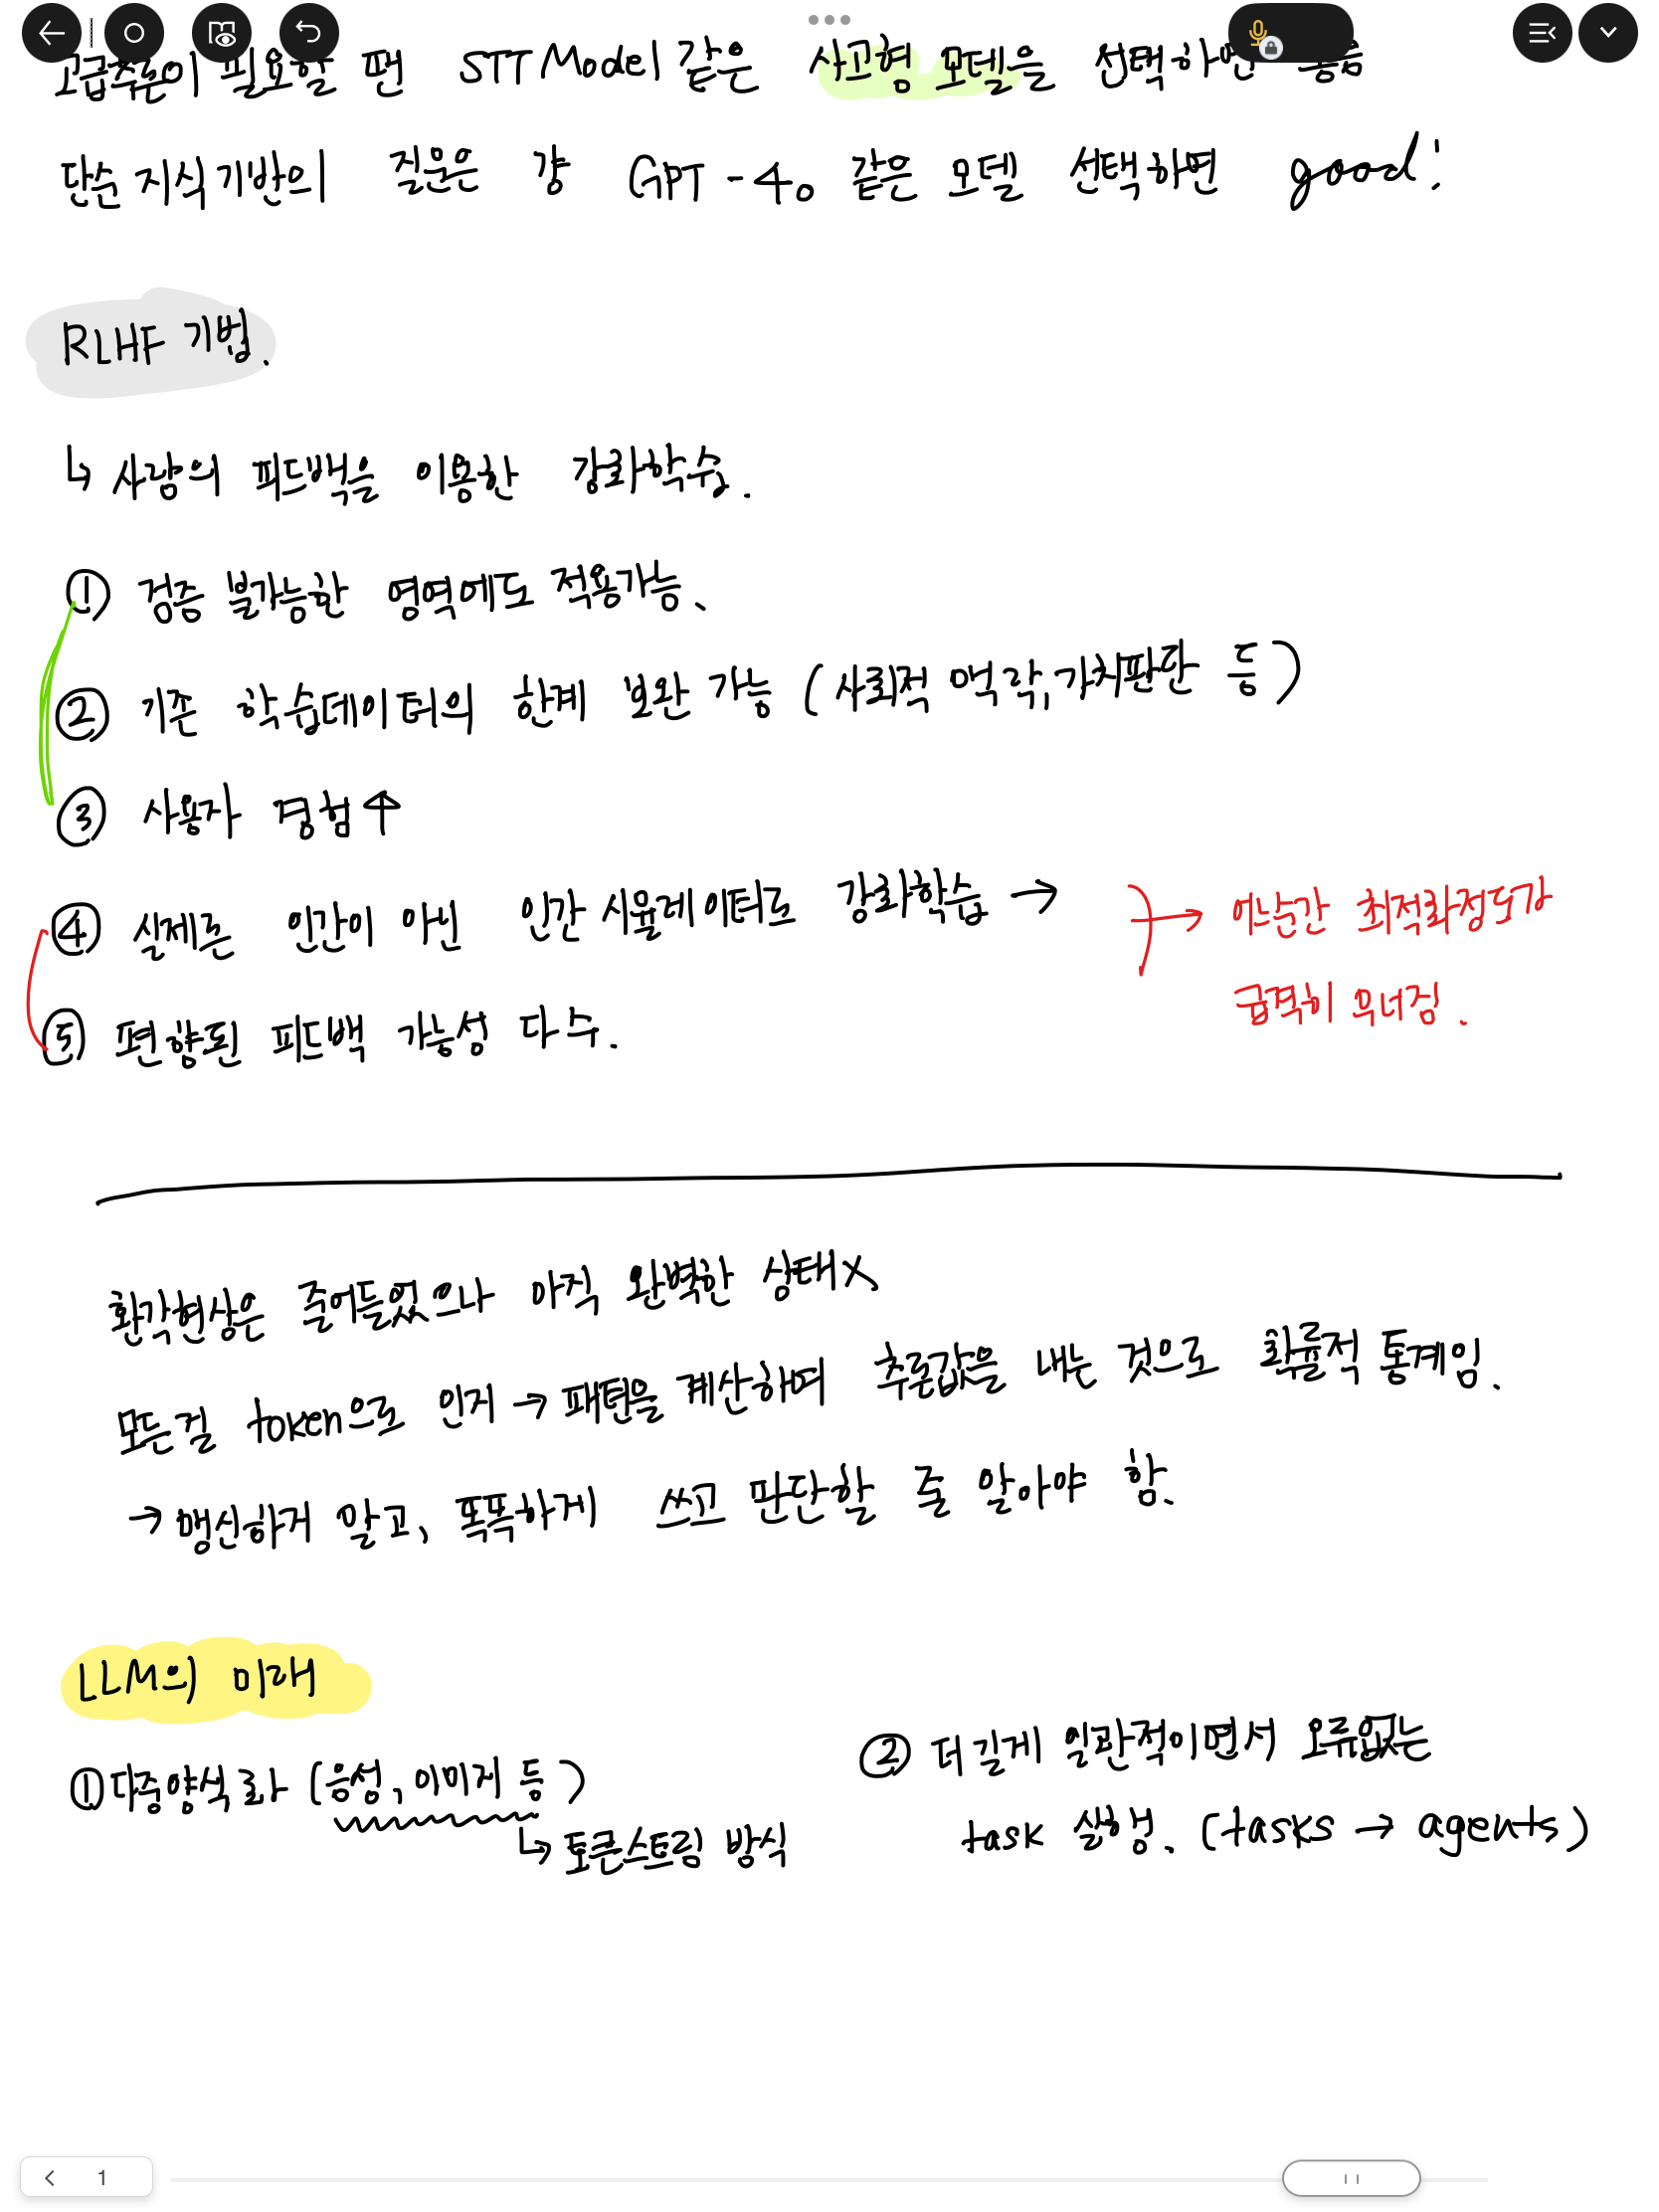 고급추론이 필요할 땐 STT Model 같은 사고형 모델을 선택하면 좋음
단순 지식기반의 질문은 걍 GPT-4o 같은 모델 선택하면 good!
RLHF 기법.
↳ 사람의 피드백을 이용한 강화학습.
① 검증 불가능한 영역에도 적용가능、
② 기존 학습데이터의 한계 보완 가능 (사회적 맥락, 가치판단 등)
③ 사용자 경험↑
④ 실제론 인간이 아닌 인간 시뮬레이터로 강화학습 →
⑤ 편향된 피드백 가능성 다수.
→ 어느순간 최적화정도가
급격히 무너짐.
환각현상은 줄어들었으나 아직 완벽한 상태X
모든걸 token으로 인지 → 패턴을 계산하며 추론값을 내는 것으로 확률적 통계임.
→ 맹신하게 말고, 똑똑하게 쓰고 판단할 줄 알아야 함.
LLM의 미래
① 다중양식화 (음성, 이미지 등)
↳ 토큰스트림 방식
② 더 길게 일관적이면서 오류없는
task 실행. (tasks → agents)
1